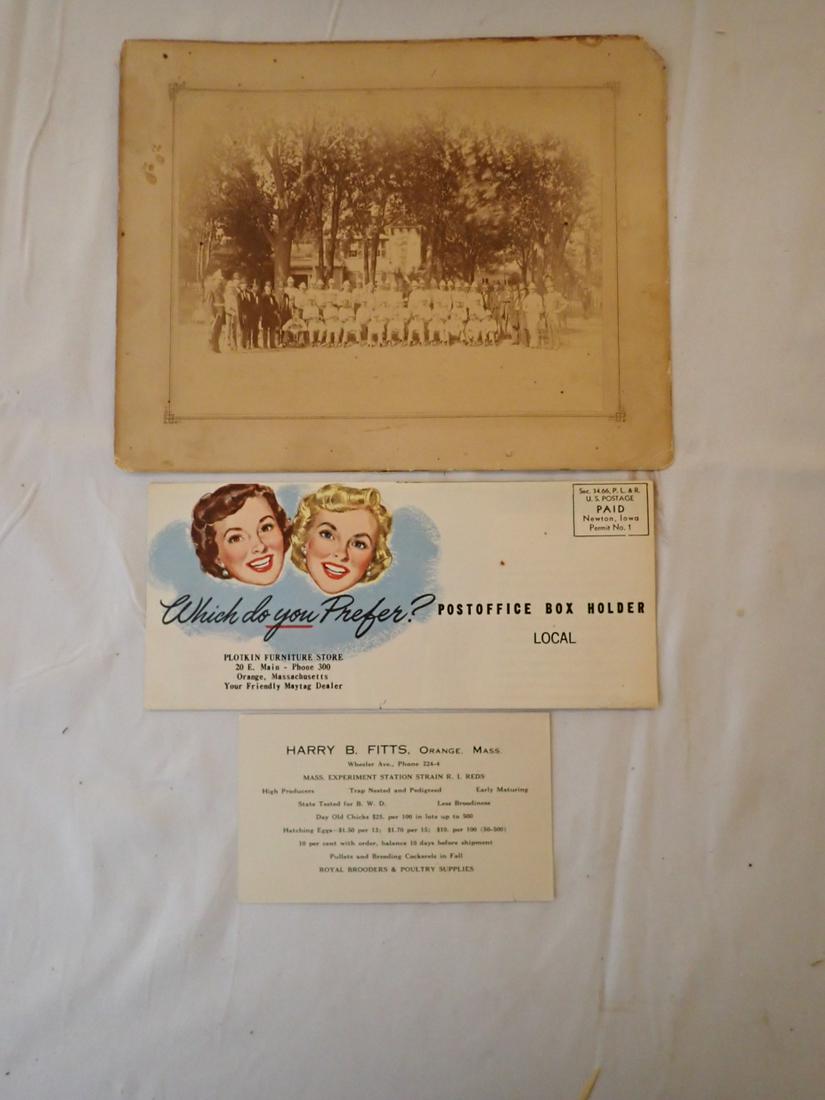 Sec. 34.66, P. L. & R.
U. S. POSTAGE
PAID
Newton, Iowa
Permit No. 1
Which do you Prefer?
POSTOFFICE BOX HOLDER
LOCAL
PLOTKIN FURNITURE STORE
20 E. Main - Phone 300
Orange, Massachusetts
Your Friendly Maytag Dealer
HARRY B. FITTS, ORANGE, MASS.
Wheeler Ave., Phone 224-4
MASS. EXPERIMENT STATION STRAIN R. I. REDS
High Producers Trap Nested and Pedigreed Early Maturing
State Tested for B. W. D. Less Broodiness
Day Old Chicks $25. per 100 in lots up to 500
Hatching Eggs—$1.50 per 13; $1.70 per 15; $10. per 100 (50-500)
10 per cent with order, balance 10 days before shipment
Pullets and Breeding Cockerels in Fall
ROYAL BROODERS & POULTRY SUPPLIES